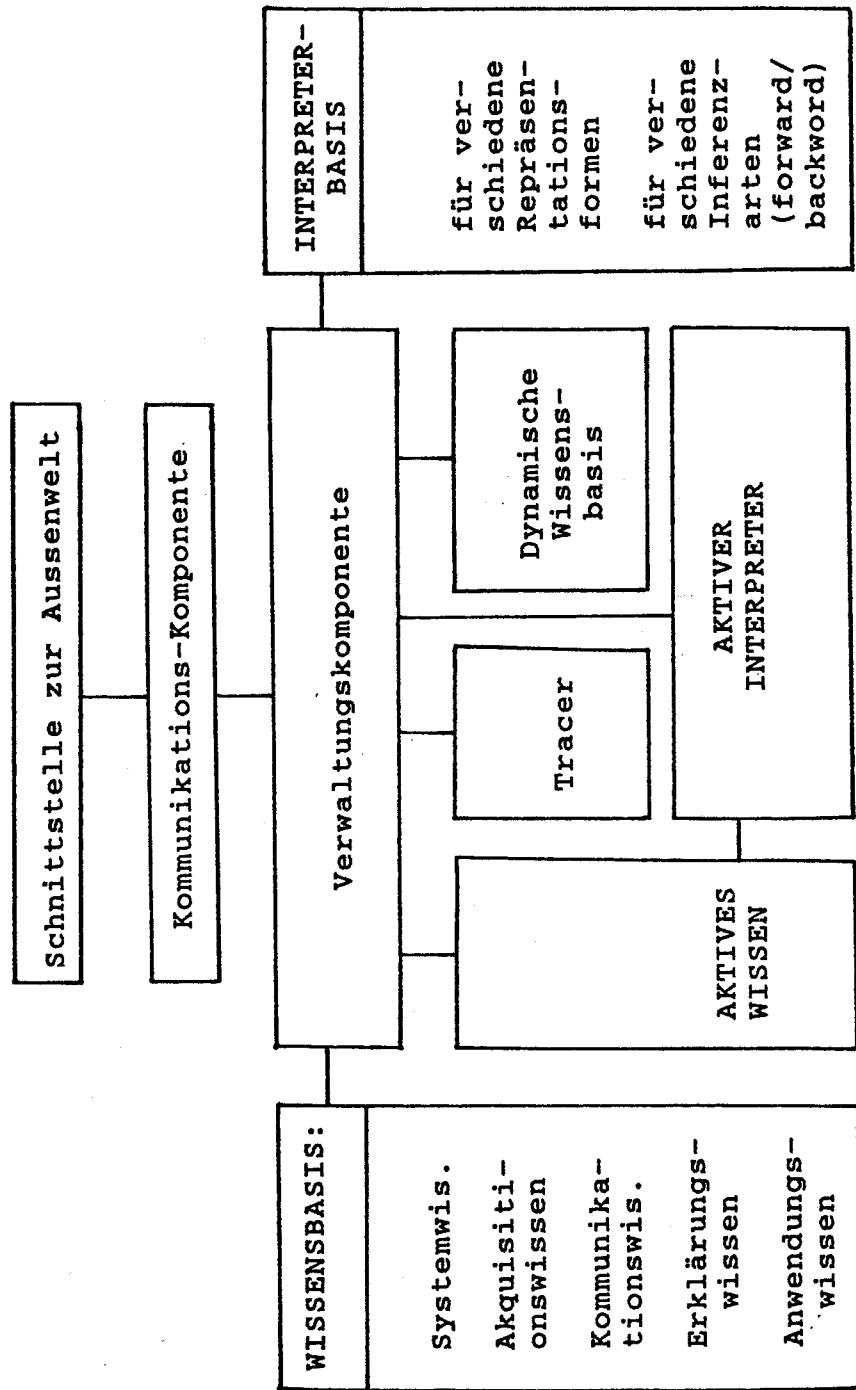 Schnittstelle zur Aussenwelt
Kommunikations-Komponente
Verwaltungskomponente
WISSENSBASIS:
Systemwis.
Akquisiti-
onswissen
Kommunika-
tionswis.
Erklärungs-
wissen
Anwendungs-
wissen
AKTIVES
WISSEN
Tracer
Dynamische
Wissens-
basis
AKTIVER
INTERPRETER
INTERPRETER-
BASIS
für ver-
schiedene
Repräsen-
tations-
formen
für ver-
schiedene
Inferenz-
arten
(forward/
backword)